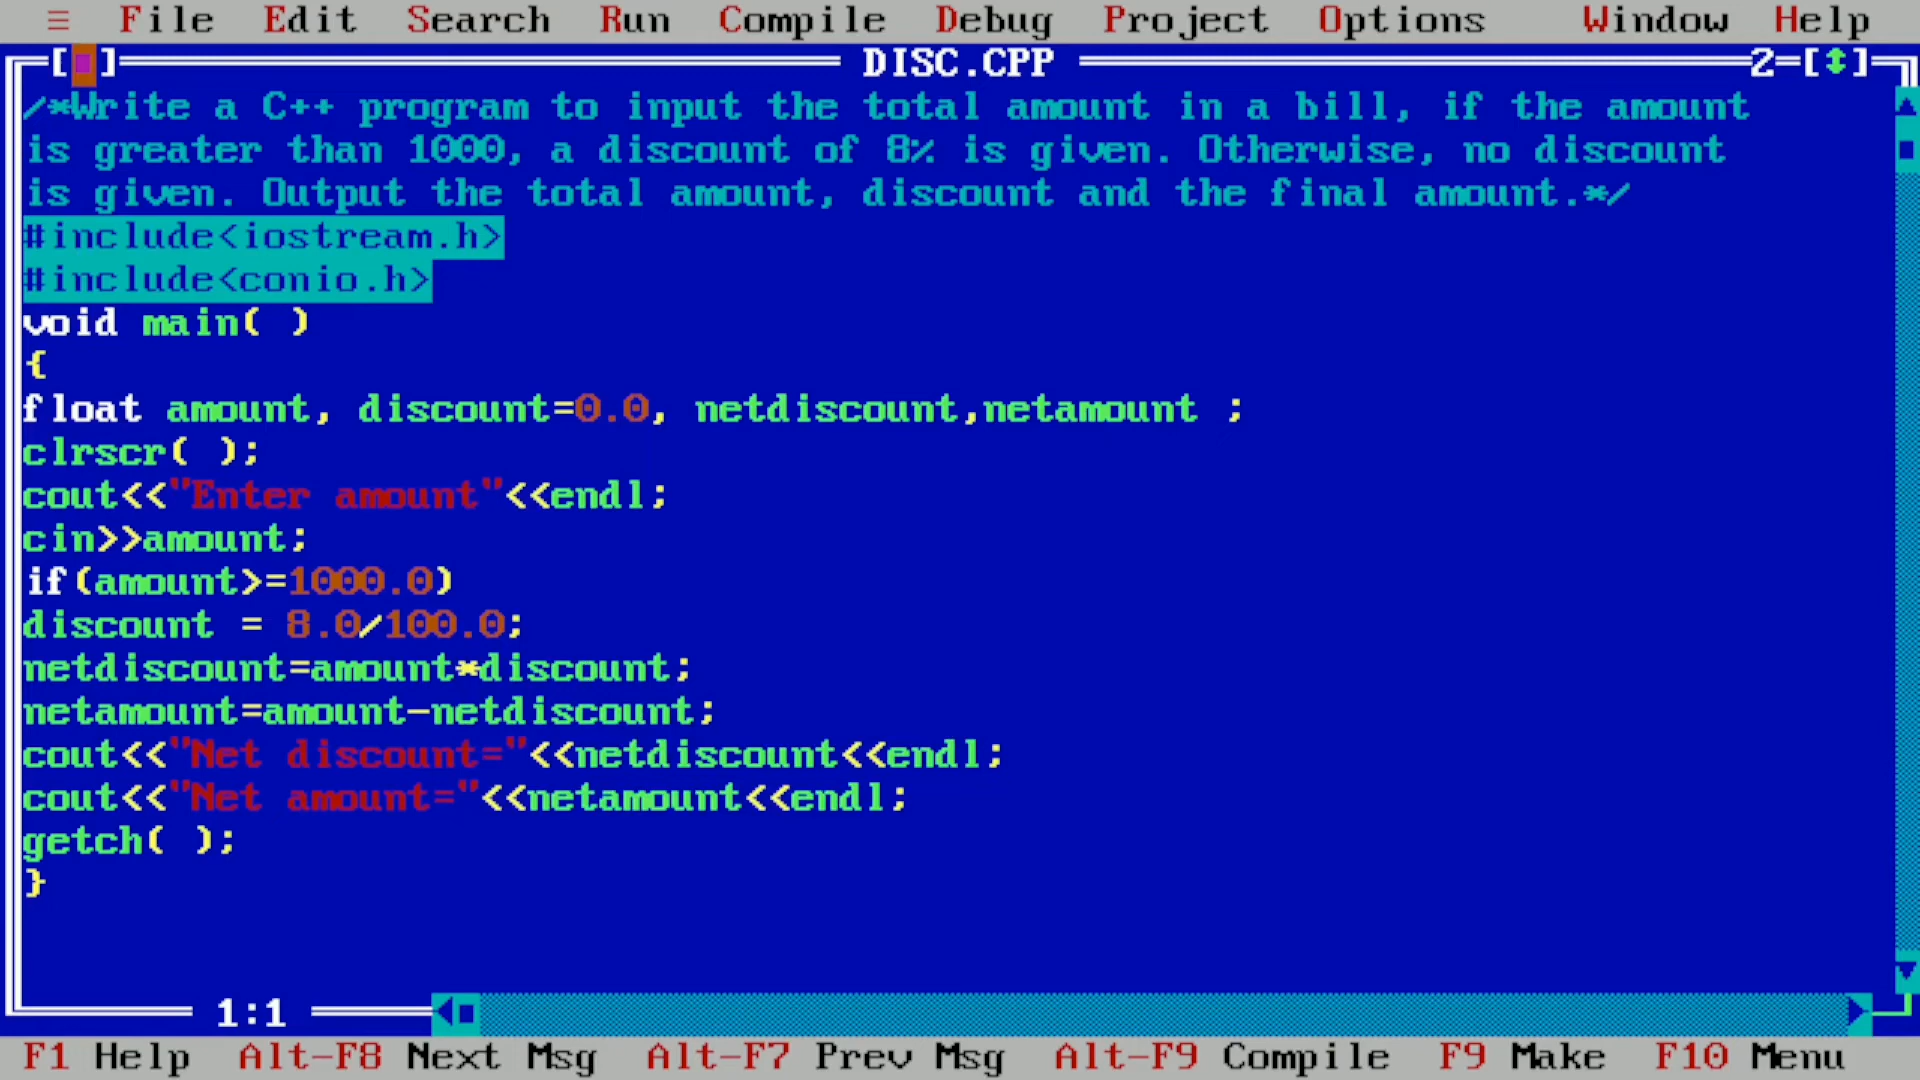 ≡ File Edit Search Run Compile Debug Project Options Window Help
[■] DISC.CPP 2=[↕]
/*Write a C++ program to input the total amount in a bill, if the amount
is greater than 1000, a discount of 8% is given. Otherwise, no discount
is given. Output the total amount, discount and the final amount.*/
#include<iostream.h>
#include<conio.h>
void main( )
{
float amount, discount=0.0, netdiscount,netamount ;
clrscr( );
cout<<"Enter amount"<<endl;
cin>>amount;
if(amount>=1000.0)
discount = 8.0/100.0;
netdiscount=amount*discount;
netamount=amount-netdiscount;
cout<<"Net discount="<<netdiscount<<endl;
cout<<"Net amount="<<netamount<<endl;
getch( );
}
1:1
F1 Help Alt-F8 Next Msg Alt-F7 Prev Msg Alt-F9 Compile F9 Make F10 Menu